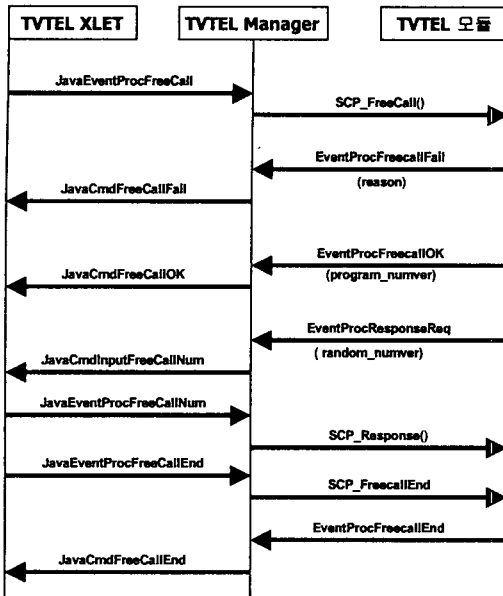 TVTEL XLET
TVTEL Manager
TVTEL 모듈
JavaEventProcFreeCall
SCP_FreeCall()
EventProcFreecallFail
(reason)
JavaCmdFreeCallFail
EventProcFreecallOK
(program_numver)
JavaCmdFreeCallOK
EventProcResponseReq
( random_numver)
JavaCmdInputFreeCallNum
JavaEventProcFreeCallNum
SCP_Response()
JavaEventProcFreeCallEnd
SCP_FreecallEnd
EventProcFreecallEnd
JavaCmdFreeCallEnd